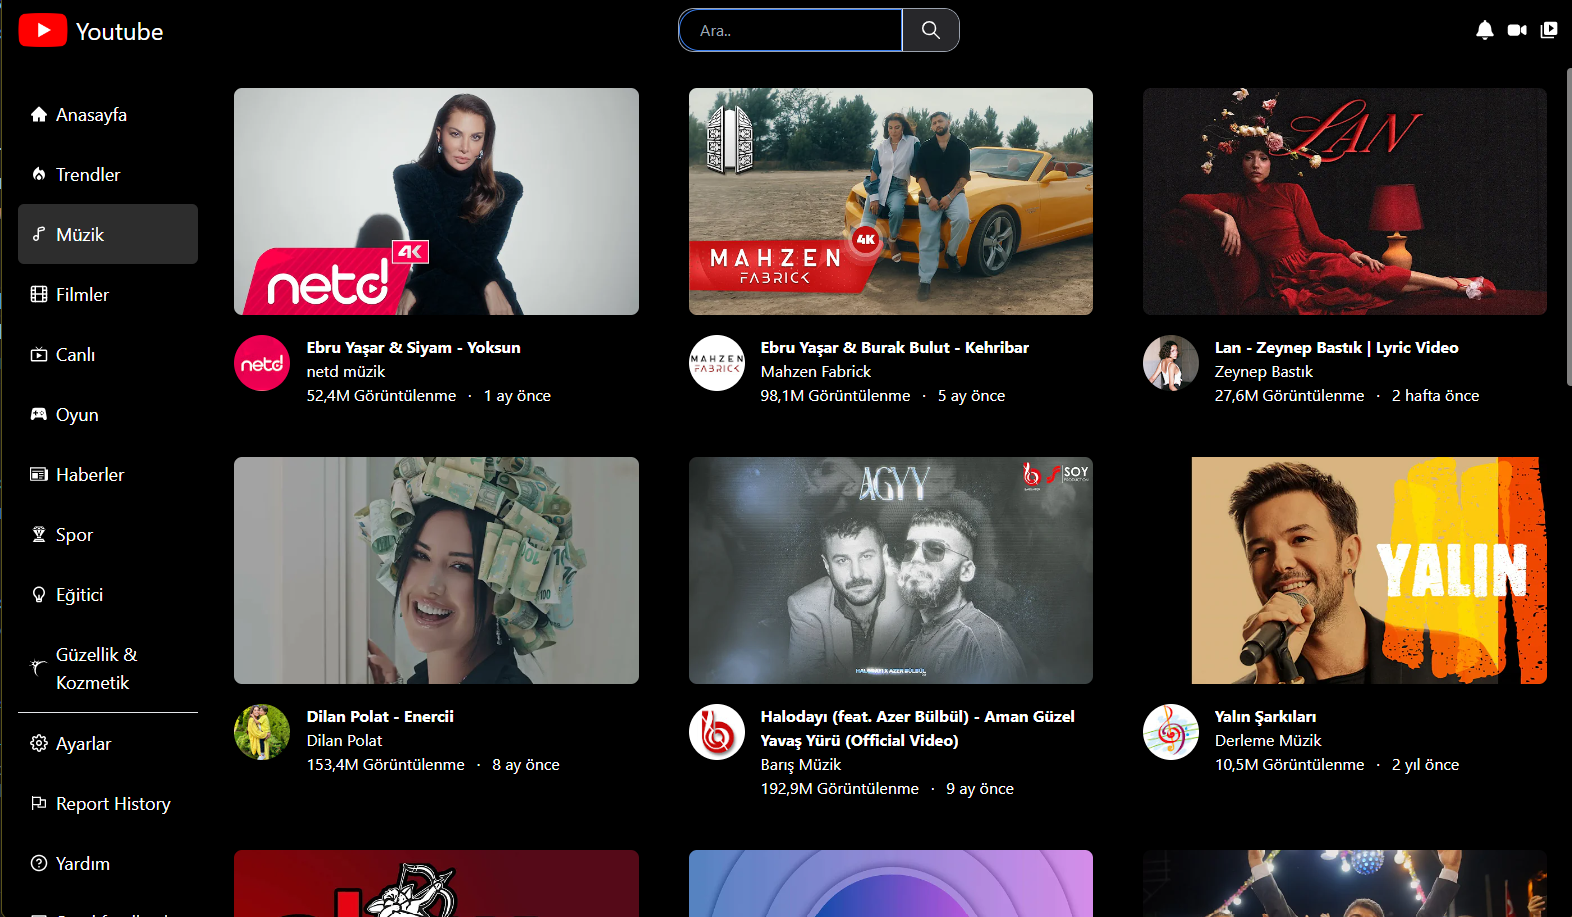 Youtube
Ara..
Anasayfa
Trendler
Müzik
Filmler
Canlı
Oyun
Haberler
Spor
Eğitici
Güzellik &
Kozmetik
Ayarlar
Report History
Yardım
4K
netd
Ebru Yaşar & Siyam - Yoksun
netd müzik
52,4M Görüntülenme · 1 ay önce
netd
4K
MAHZEN
FABRICK
MAHZEN
FABRICK
Ebru Yaşar & Burak Bulut - Kehribar
Mahzen Fabrick
98,1M Görüntülenme · 5 ay önce
LAN
Lan - Zeynep Bastık | Lyric Video
Zeynep Bastık
27,6M Görüntülenme · 2 hafta önce
100
Dilan Polat - Enercii
Dilan Polat
153,4M Görüntülenme · 8 ay önce
AGYY
SOY
PRODUCTION
HALODAYI & AZER BÜLBÜL
Halodayı (feat. Azer Bülbül) - Aman Güzel
Yavaş Yürü (Official Video)
Barış Müzik
192,9M Görüntülenme · 9 ay önce
YALIN
Yalın Şarkıları
Derleme Müzik
10,5M Görüntülenme · 2 yıl önce